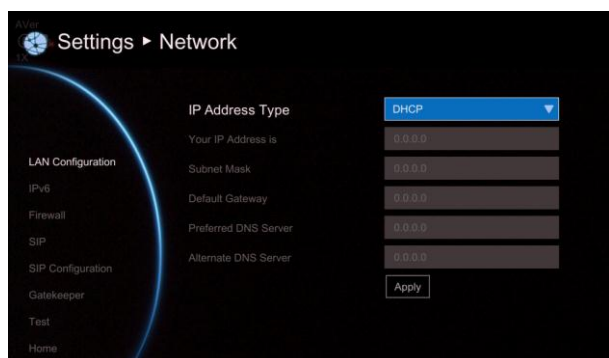 AVer
Settings ▸ Network
1X
IP Address Type DHCP
Your IP Address is 0.0.0.0
LAN Configuration
Subnet Mask 0.0.0.0
IPv6
Default Gateway 0.0.0.0
Firewall
Preferred DNS Server 0.0.0.0
SIP
Alternate DNS Server 0.0.0.0
SIP Configuration
Apply
Gatekeeper
Test
Home